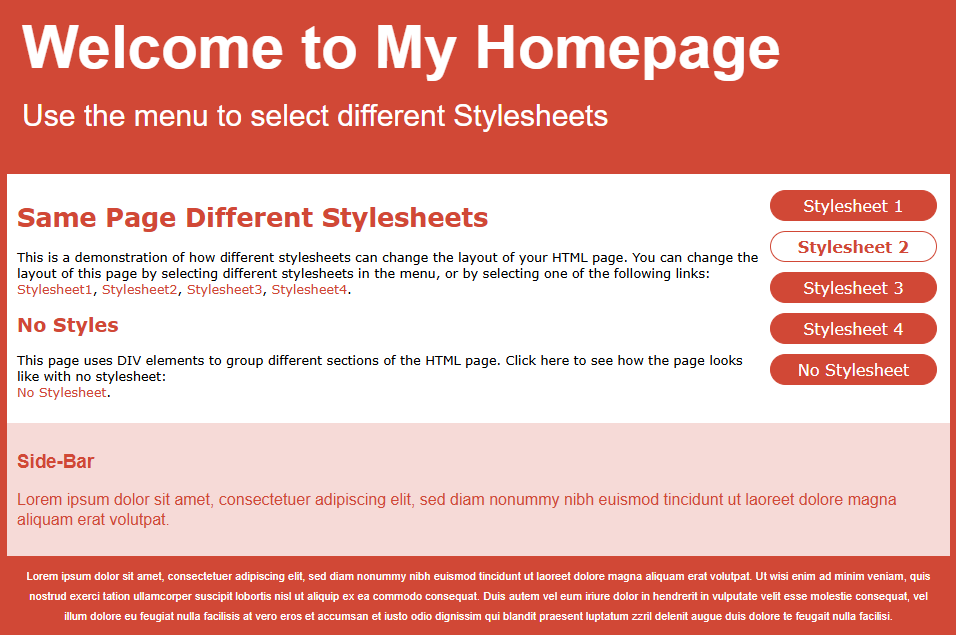 Welcome to My Homepage
Use the menu to select different Stylesheets
Same Page Different Stylesheets
This is a demonstration of how different stylesheets can change the layout of your HTML page. You can change the
layout of this page by selecting different stylesheets in the menu, or by selecting one of the following links:
Stylesheet1, Stylesheet2, Stylesheet3, Stylesheet4.
No Styles
This page uses DIV elements to group different sections of the HTML page. Click here to see how the page looks
like with no stylesheet:
No Stylesheet.
Stylesheet 1
Stylesheet 2
Stylesheet 3
Stylesheet 4
No Stylesheet
Side-Bar
Lorem ipsum dolor sit amet, consectetuer adipiscing elit, sed diam nonummy nibh euismod tincidunt ut laoreet dolore magna
aliquam erat volutpat.
Lorem ipsum dolor sit amet, consectetuer adipiscing elit, sed diam nonummy nibh euismod tincidunt ut laoreet dolore magna aliquam erat volutpat. Ut wisi enim ad minim veniam, quis
nostrud exerci tation ullamcorper suscipit lobortis nisl ut aliquip ex ea commodo consequat. Duis autem vel eum iriure dolor in hendrerit in vulputate velit esse molestie consequat, vel
illum dolore eu feugiat nulla facilisis at vero eros et accumsan et iusto odio dignissim qui blandit praesent luptatum zzril delenit augue duis dolore te feugait nulla facilisi.